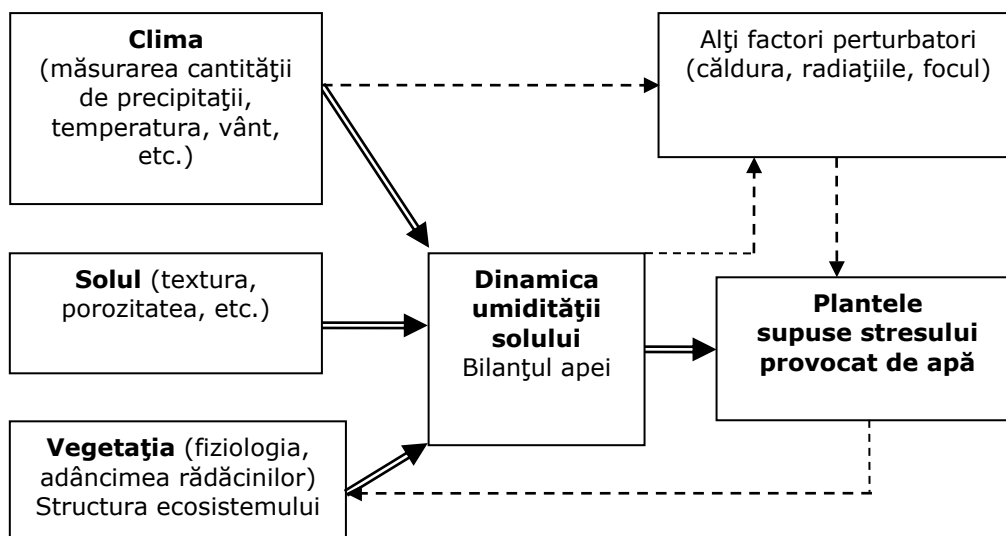 Clima
(măsurarea cantităţii
de precipitaţii,
temperatura, vânt,
etc.)
Alţi factori perturbatori
(căldura, radiaţiile, focul)
Solul (textura,
porozitatea, etc.)
Dinamica
umidităţii
solului
Bilanţul apei
Plantele
supuse stresului
provocat de apă
Vegetaţia (fiziologia,
adâncimea rădăcinilor)
Structura ecosistemului